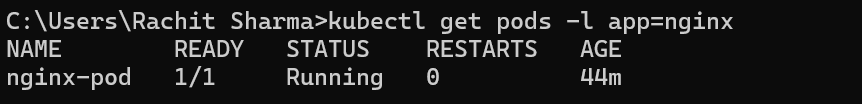 C:\Users\Rachit Sharma>kubectl get pods -l app=nginx
NAME        READY   STATUS    RESTARTS   AGE
nginx-pod   1/1     Running   0          44m